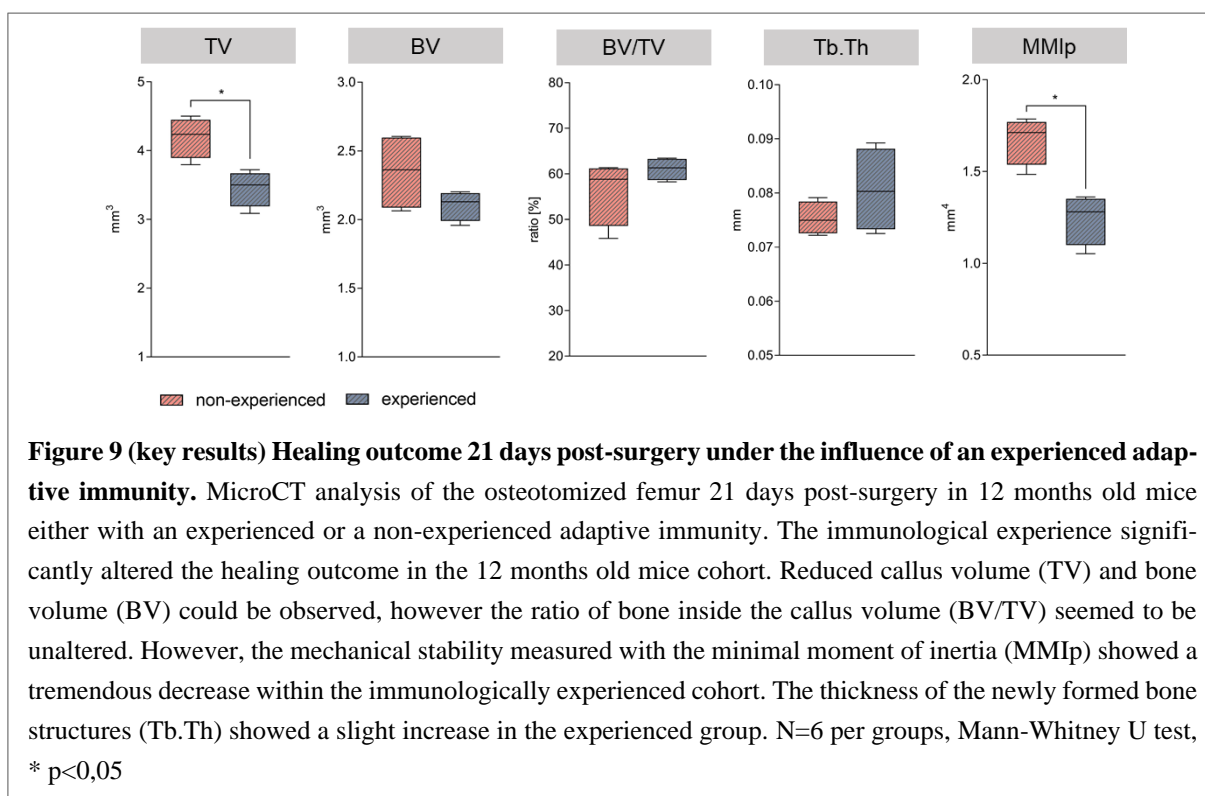 TV BV BV/TV Tb.Th MMIp
5
4
3
2
1
mm³
*
3.0
2.5
2.0
1.5
1.0
mm³
80
70
60
50
40
30
20
ratio [%]
0.10
0.09
0.08
0.07
0.06
0.05
mm
2.0
1.5
1.0
0.5
mm⁴
*
non-experienced experienced
Figure 9 (key results) Healing outcome 21 days post-surgery under the influence of an experienced adap-
tive immunity. MicroCT analysis of the osteotomized femur 21 days post-surgery in 12 months old mice
either with an experienced or a non-experienced adaptive immunity. The immunological experience signifi-
cantly altered the healing outcome in the 12 months old mice cohort. Reduced callus volume (TV) and bone
volume (BV) could be observed, however the ratio of bone inside the callus volume (BV/TV) seemed to be
unaltered. However, the mechanical stability measured with the minimal moment of inertia (MMIp) showed a
tremendous decrease within the immunologically experienced cohort. The thickness of the newly formed bone
structures (Tb.Th) showed a slight increase in the experienced group. N=6 per groups, Mann-Whitney U test,
* p<0,05